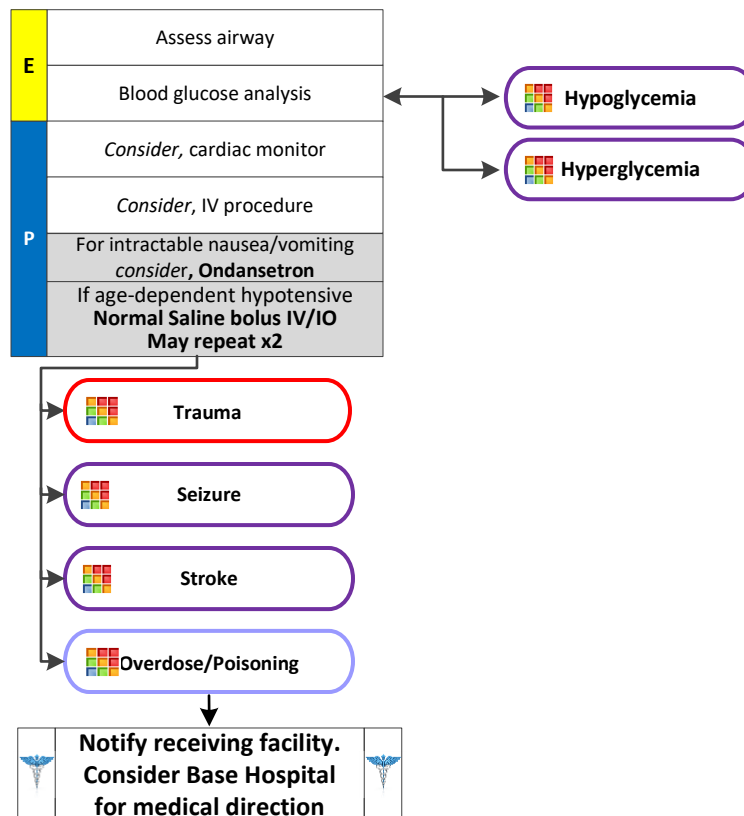 E
Assess airway
Blood glucose analysis
Hypoglycemia
Hyperglycemia
P
Consider, cardiac monitor
Consider, IV procedure
For intractable nausea/vomiting
consider, Ondansetron
If age-dependent hypotensive
Normal Saline bolus IV/IO
May repeat x2
Trauma
Seizure
Stroke
Overdose/Poisoning
Notify receiving facility.
Consider Base Hospital
for medical direction